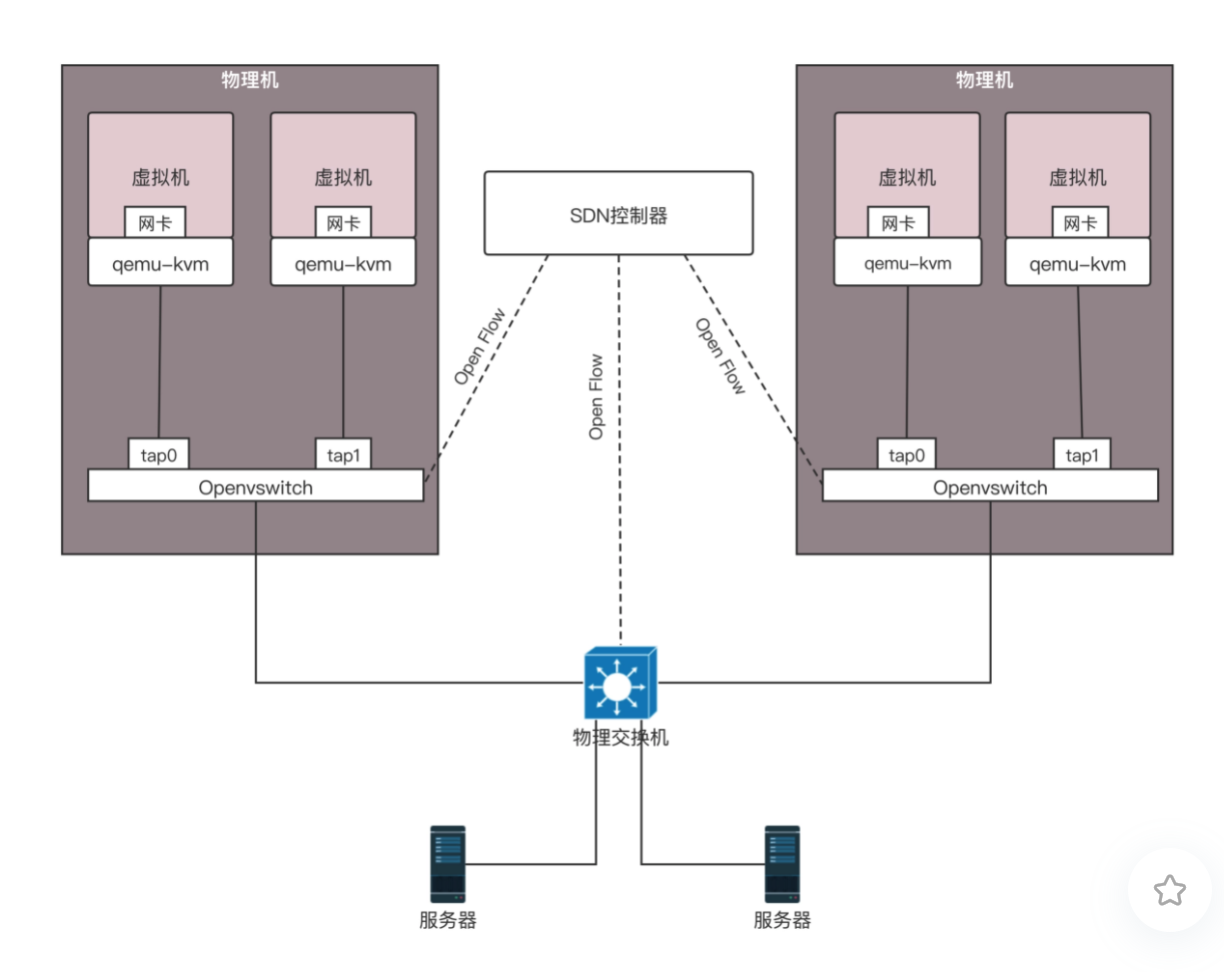 物理机
虚拟机
网卡
qemu-kvm
虚拟机
网卡
qemu-kvm
tap0
tap1
Openvswitch
SDN控制器
Open Flow
Open Flow
Open Flow
物理机
虚拟机
网卡
qemu-kvm
虚拟机
网卡
qemu-kvm
tap0
tap1
Openvswitch
物理交换机
服务器
服务器